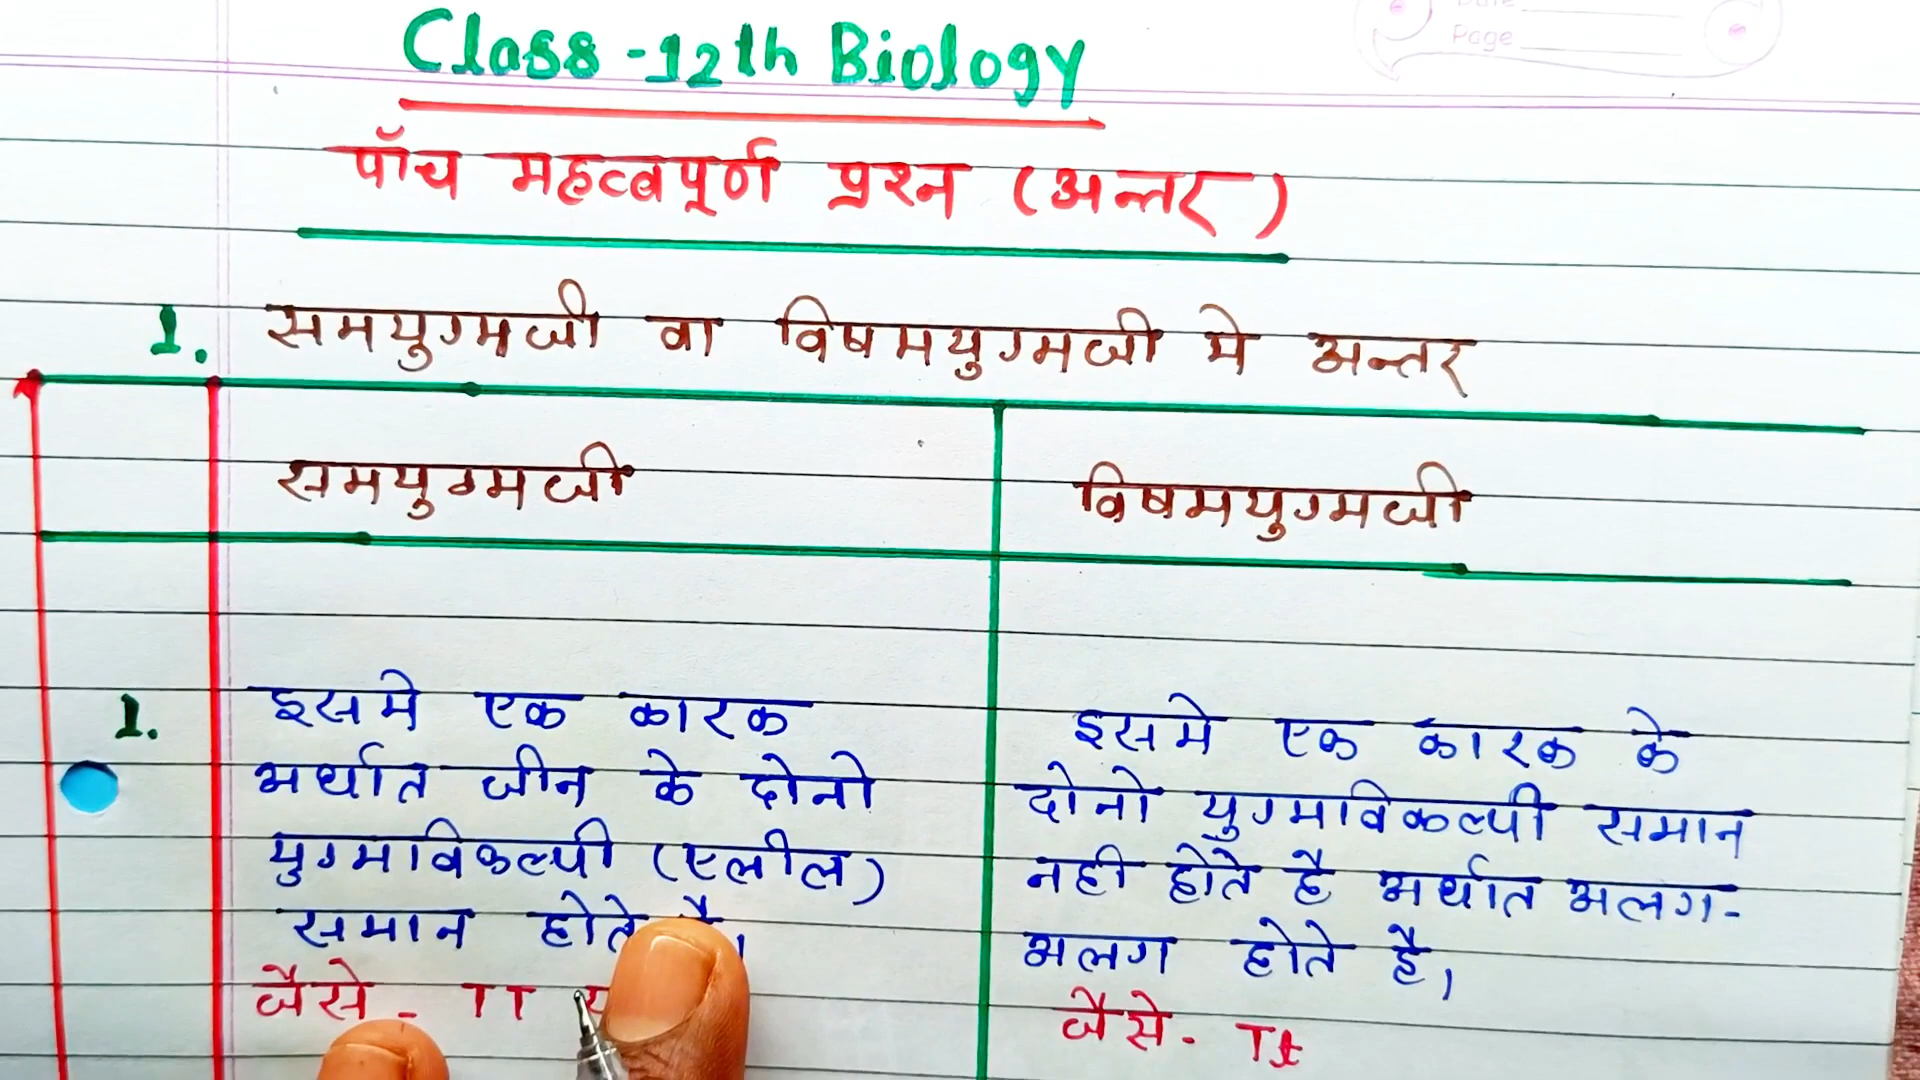 Date
Page
Class -12th Biology
पाँच महत्वपूर्ण प्रश्न (अन्तर)
1. समयुग्मजी वा विषमयुग्मजी मे अन्तर
समयुग्मजी
विषमयुग्मजी
1. इसमे एक कारक
अर्थात जीन के दोनो
युग्मविकल्पी (एलील)
समान होते है।
जैसे - TT
इसमे एक कारक के
दोनो युग्मविकल्पी समान
नही होते है अर्थात अलग-
अलग होते है।
जैसे - Tt